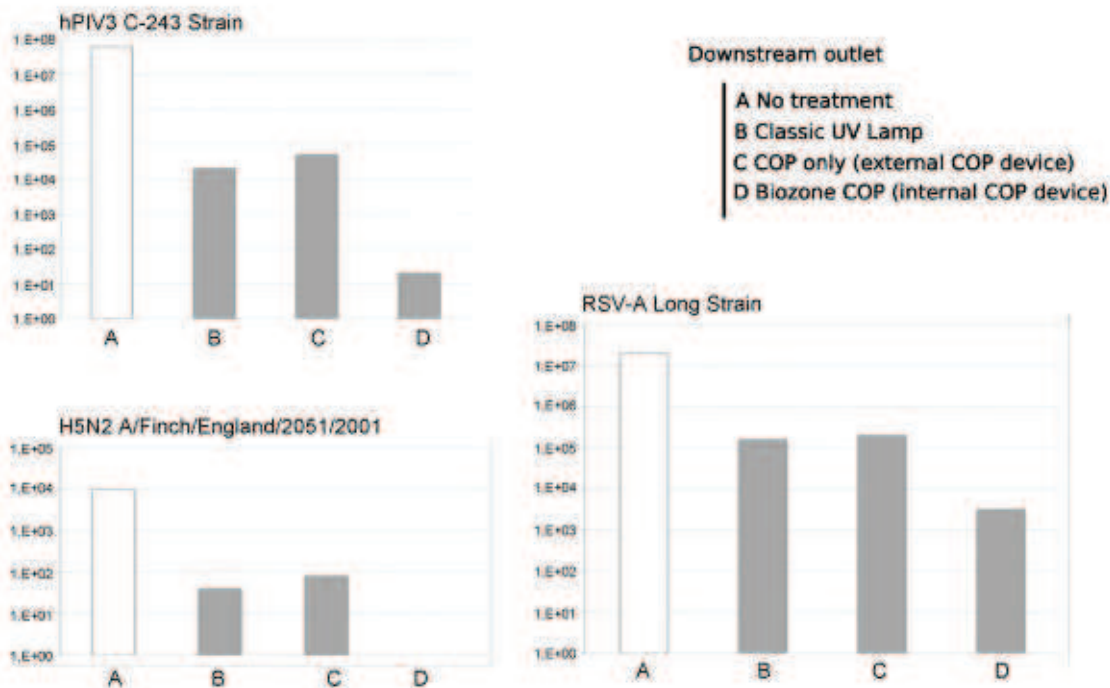 hPIV3 C-243 Strain
1.E+08
1.E+07
1.E+06
1.E+05
1.E+04
1.E+03
1.E+02
1.E+01
1.E+00
A B C D
Downstream outlet
A No treatment
B Classic UV Lamp
C COP only (external COP device)
D Biozone COP (internal COP device)
H5N2 A/Finch/England/2051/2001
1.E+05
1.E+04
1.E+03
1.E+02
1.E+01
1.E+00
A B C D
RSV-A Long Strain
1.E+08
1.E+07
1.E+06
1.E+05
1.E+04
1.E+03
1.E+02
1.E+01
1.E+00
A B C D